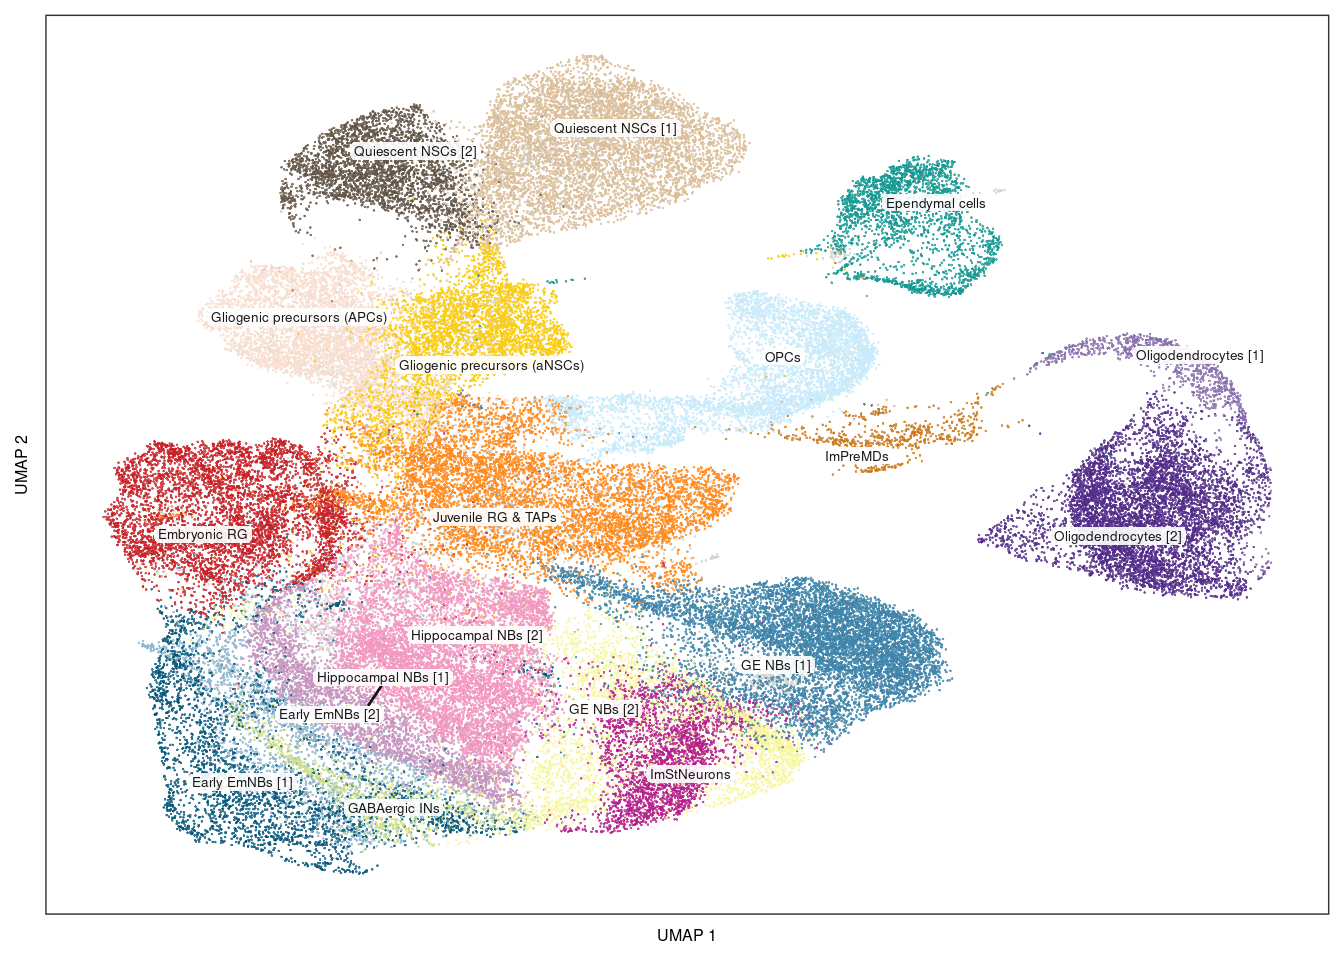 Quiescent NSCs [1]
Quiescent NSCs [2]
Ependymal cells
Gliogenic precursors (APCs)
Gliogenic precursors (aNSCs)
OPCs
Oligodendrocytes [1]
ImPreMDs
Juvenile RG & TAPs
Embryonic RG
Oligodendrocytes [2]
Hippocampal NBs [2]
GE NBs [1]
Hippocampal NBs [1]
Early EmNBs [2]
GE NBs [2]
ImStNeurons
Early EmNBs [1]
GABAergic INs
UMAP 2
UMAP 1